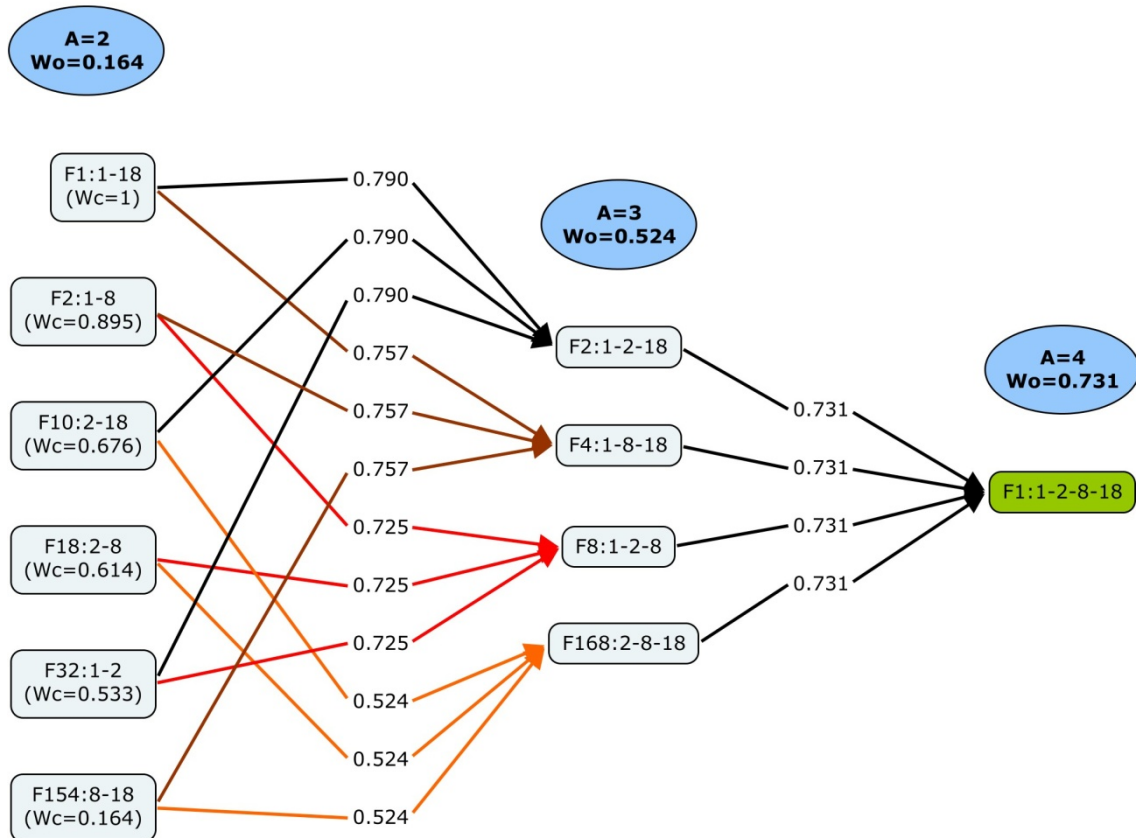 A=2
Wo=0.164
F1:1-18
(Wc=1)
F2:1-8
(Wc=0.895)
F10:2-18
(Wc=0.676)
F18:2-8
(Wc=0.614)
F32:1-2
(Wc=0.533)
F154:8-18
(Wc=0.164)
0.790
0.790
0.790
0.757
0.757
0.757
0.725
0.725
0.725
0.524
0.524
0.524
A=3
Wo=0.524
F2:1-2-18
F4:1-8-18
F8:1-2-8
F168:2-8-18
0.731
0.731
0.731
0.731
A=4
Wo=0.731
F1:1-2-8-18